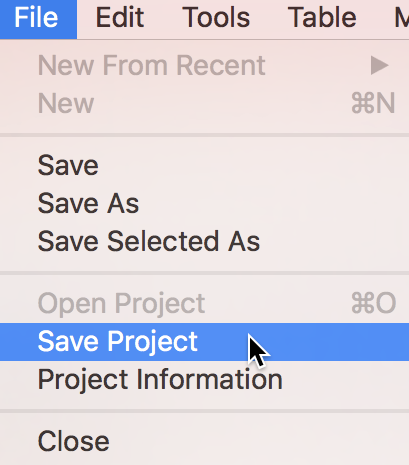 File Edit Tools Table
New From Recent ▶
New ⌘N
Save
Save As
Save Selected As
Open Project ⌘O
Save Project
Project Information
Close